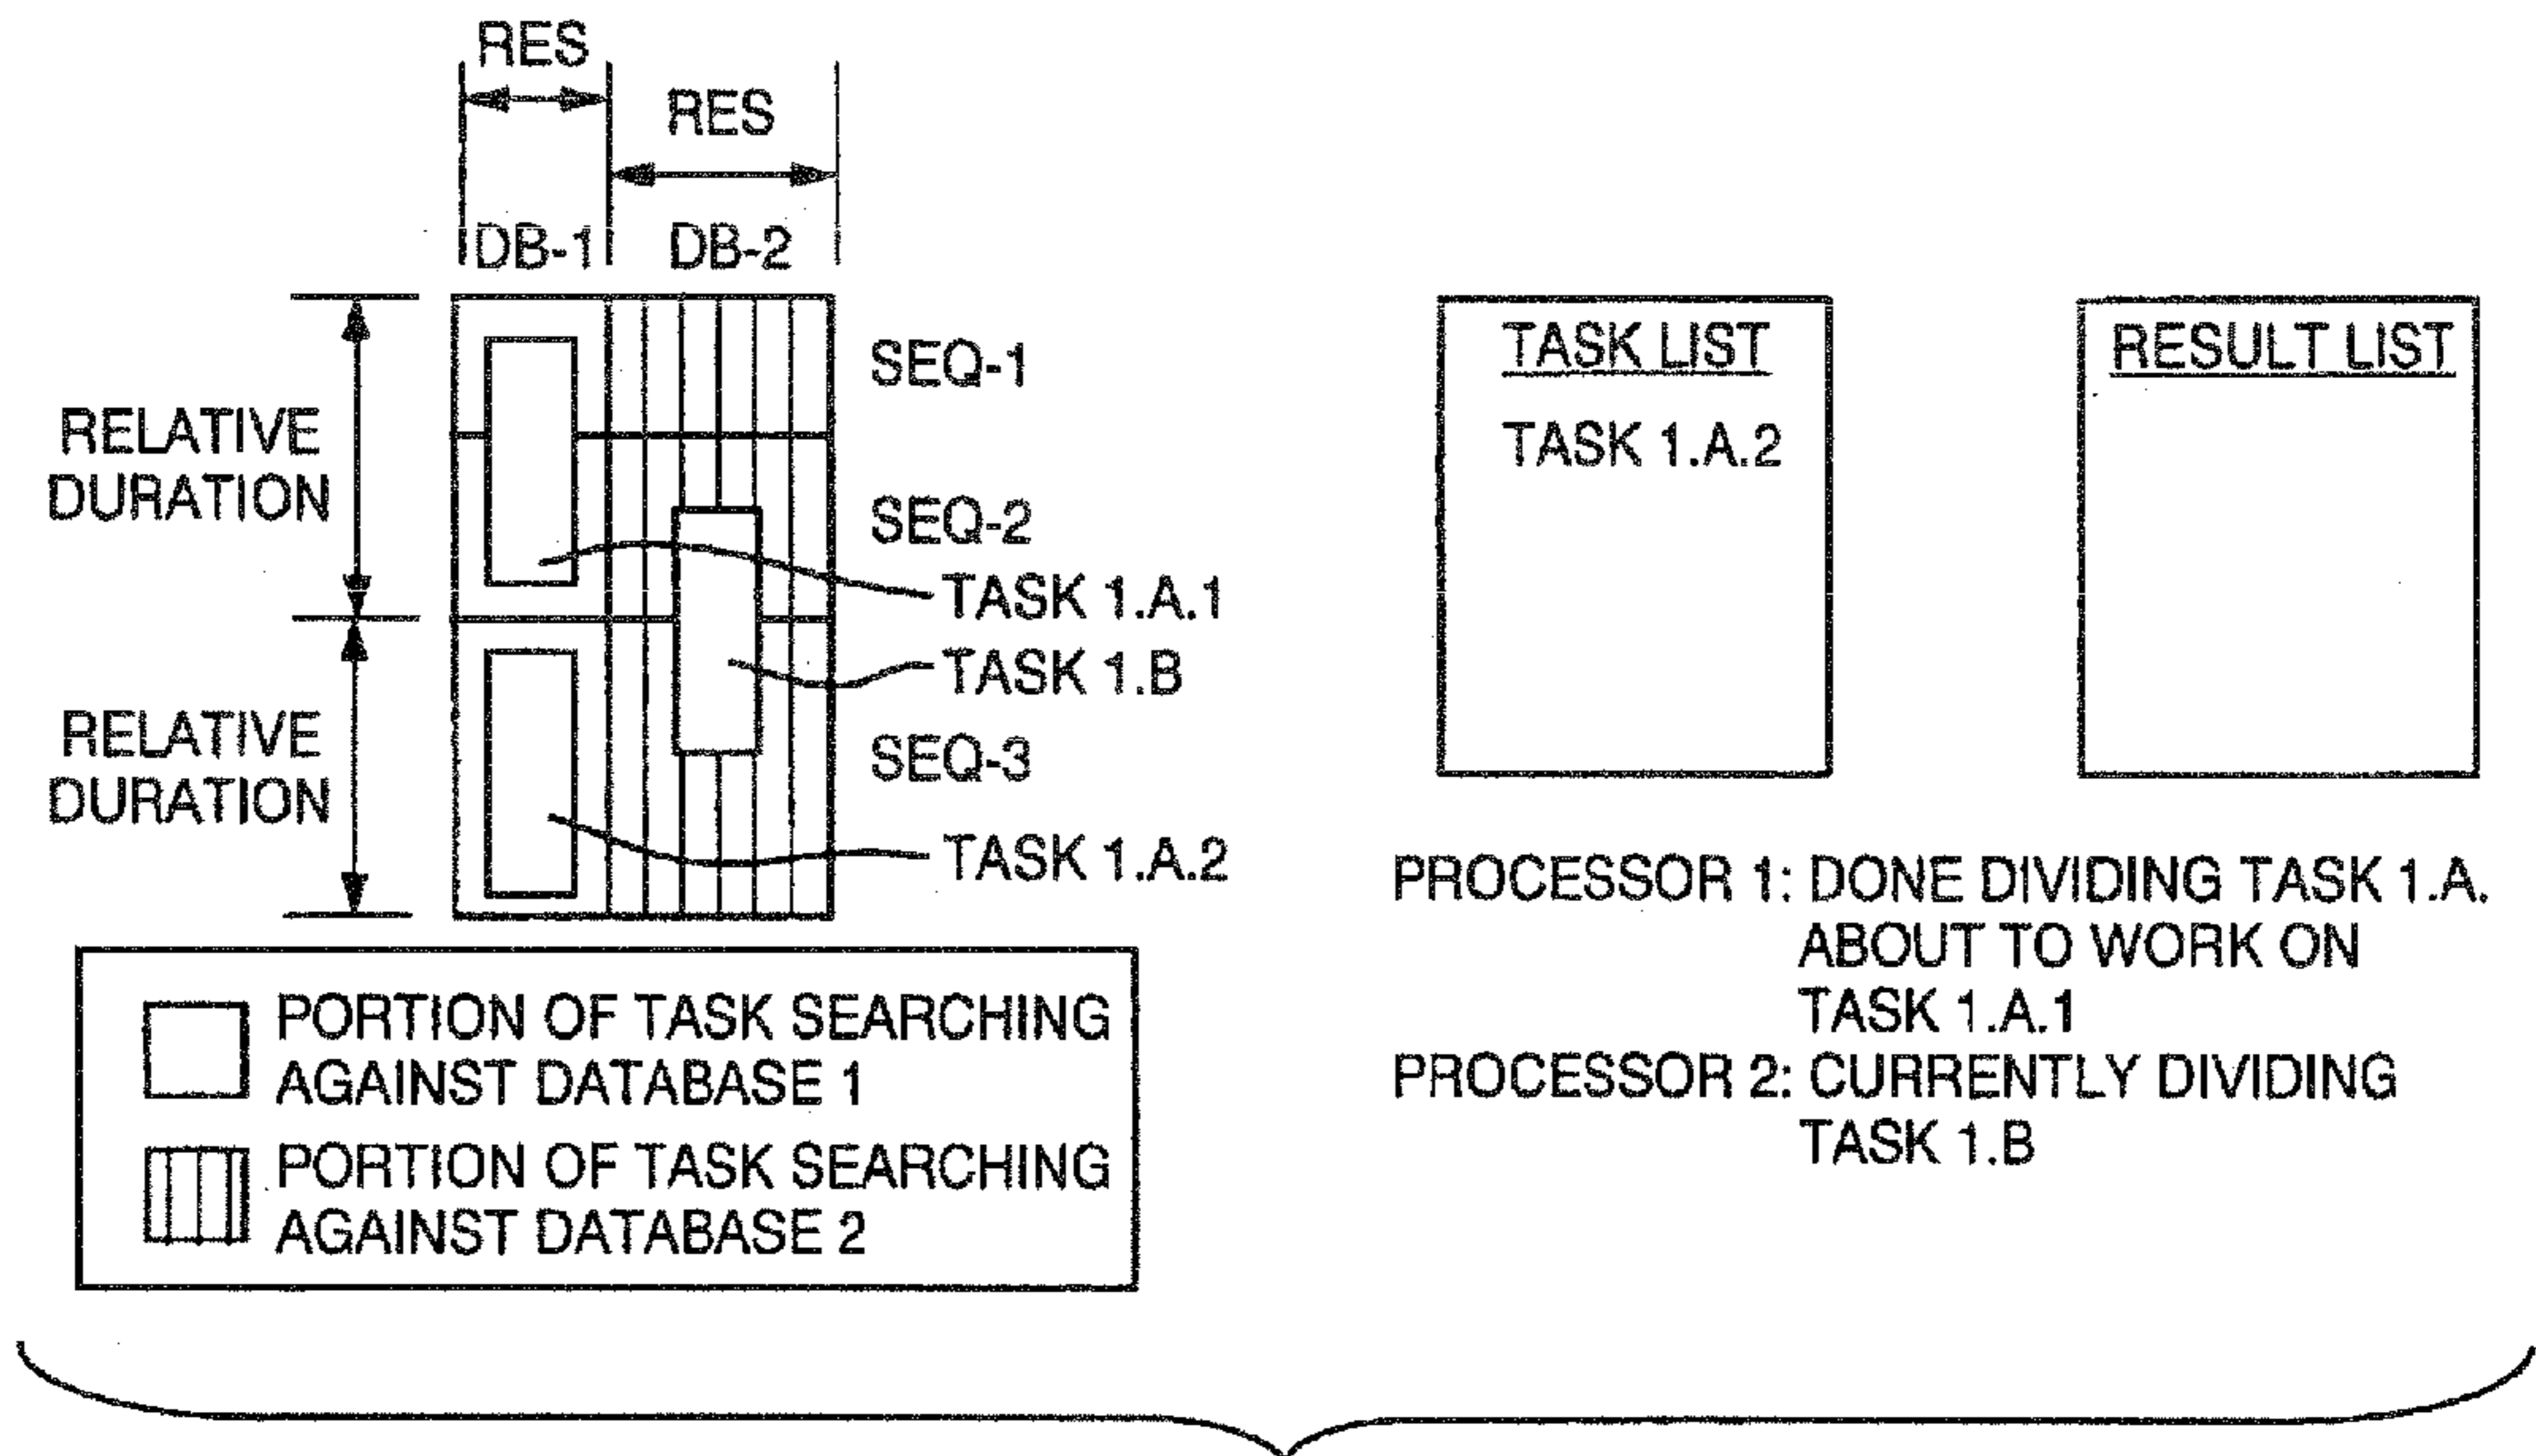 RES
RES
DB-1
DB-2
RELATIVE
DURATION
RELATIVE
DURATION
SEQ-1
SEQ-2
TASK 1.A.1
TASK 1.B
SEQ-3
TASK 1.A.2
TASK LIST
TASK 1.A.2
RESULT LIST
PROCESSOR 1: DONE DIVIDING TASK 1.A.
ABOUT TO WORK ON
TASK 1.A.1
PROCESSOR 2: CURRENTLY DIVIDING
TASK 1.B
PORTION OF TASK SEARCHING
AGAINST DATABASE 1
PORTION OF TASK SEARCHING
AGAINST DATABASE 2